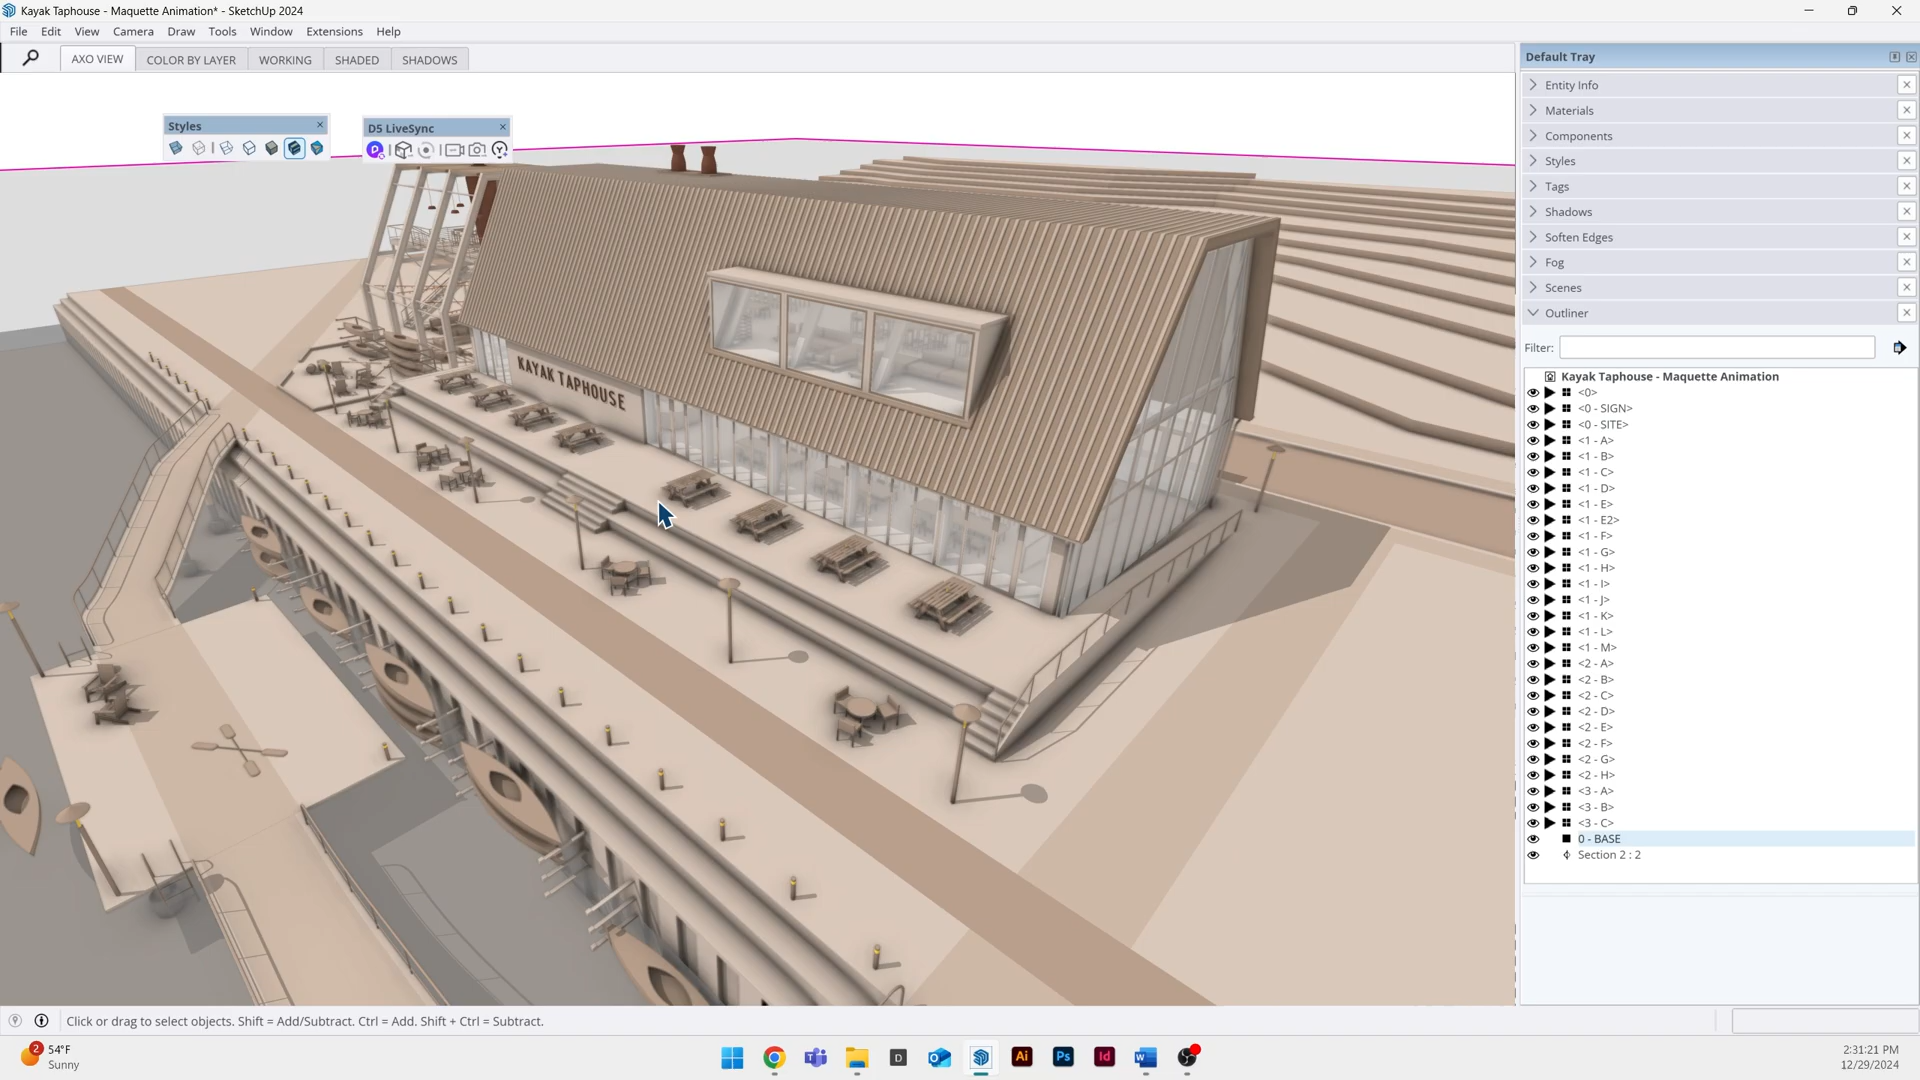 Kayak Taphouse - Maquette Animation* - SketchUp 2024
File Edit View Camera Draw Tools Window Extensions Help
AXO VIEW COLOR BY LAYER WORKING SHADED SHADOWS
Styles
D5 LiveSync
KAYAK TAPHOUSE
Default Tray
Entity Info
Materials
Components
Styles
Tags
Shadows
Soften Edges
Fog
Scenes
Outliner
Filter:
Kayak Taphouse - Maquette Animation
<0>
<0 - SIGN>
<0 - SITE>
<1 - A>
<1 - B>
<1 - C>
<1 - D>
<1 - E>
<1 - E2>
<1 - F>
<1 - G>
<1 - H>
<1 - I>
<1 - J>
<1 - K>
<1 - L>
<1 - M>
<2 - A>
<2 - B>
<2 - C>
<2 - D>
<2 - E>
<2 - F>
<2 - G>
<2 - H>
<3 - A>
<3 - B>
<3 - C>
0 - BASE
Section 2 : 2
Click or drag to select objects. Shift = Add/Subtract. Ctrl = Add. Shift + Ctrl = Subtract.
2
54°F
Sunny
D
Ai
Ps
Id
W
2:31:21 PM
12/29/2024